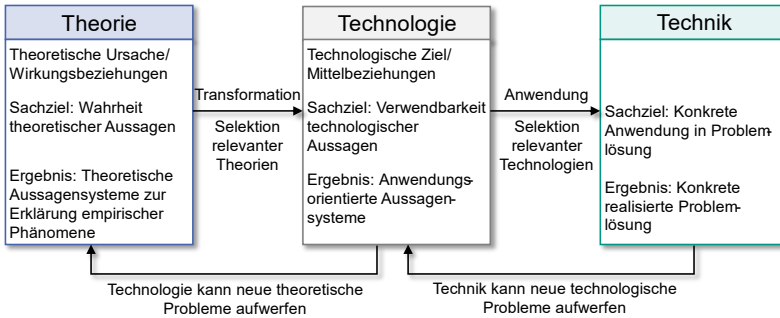 Theorie
Theoretische Ursache/
Wirkungsbeziehungen
Sachziel: Wahrheit
theoretischer Aussagen
Ergebnis: Theoretische
Aussagensysteme zur
Erklärung empirischer
Phänomene
Transformation
Selektion
relevanter
Theorien
Technologie
Technologische Ziel/
Mittelbeziehungen
Sachziel: Verwendbarkeit
technologischer
Aussagen
Ergebnis: Anwendungs-
orientierte Aussagen-
systeme
Anwendung
Selektion
relevanter
Technologien
Technik
Sachziel: Konkrete
Anwendung in Problem-
lösung
Ergebnis: Konkrete
realisierte Problem-
lösung
Technologie kann neue theoretische
Probleme aufwerfen
Technik kann neue technologische
Probleme aufwerfen